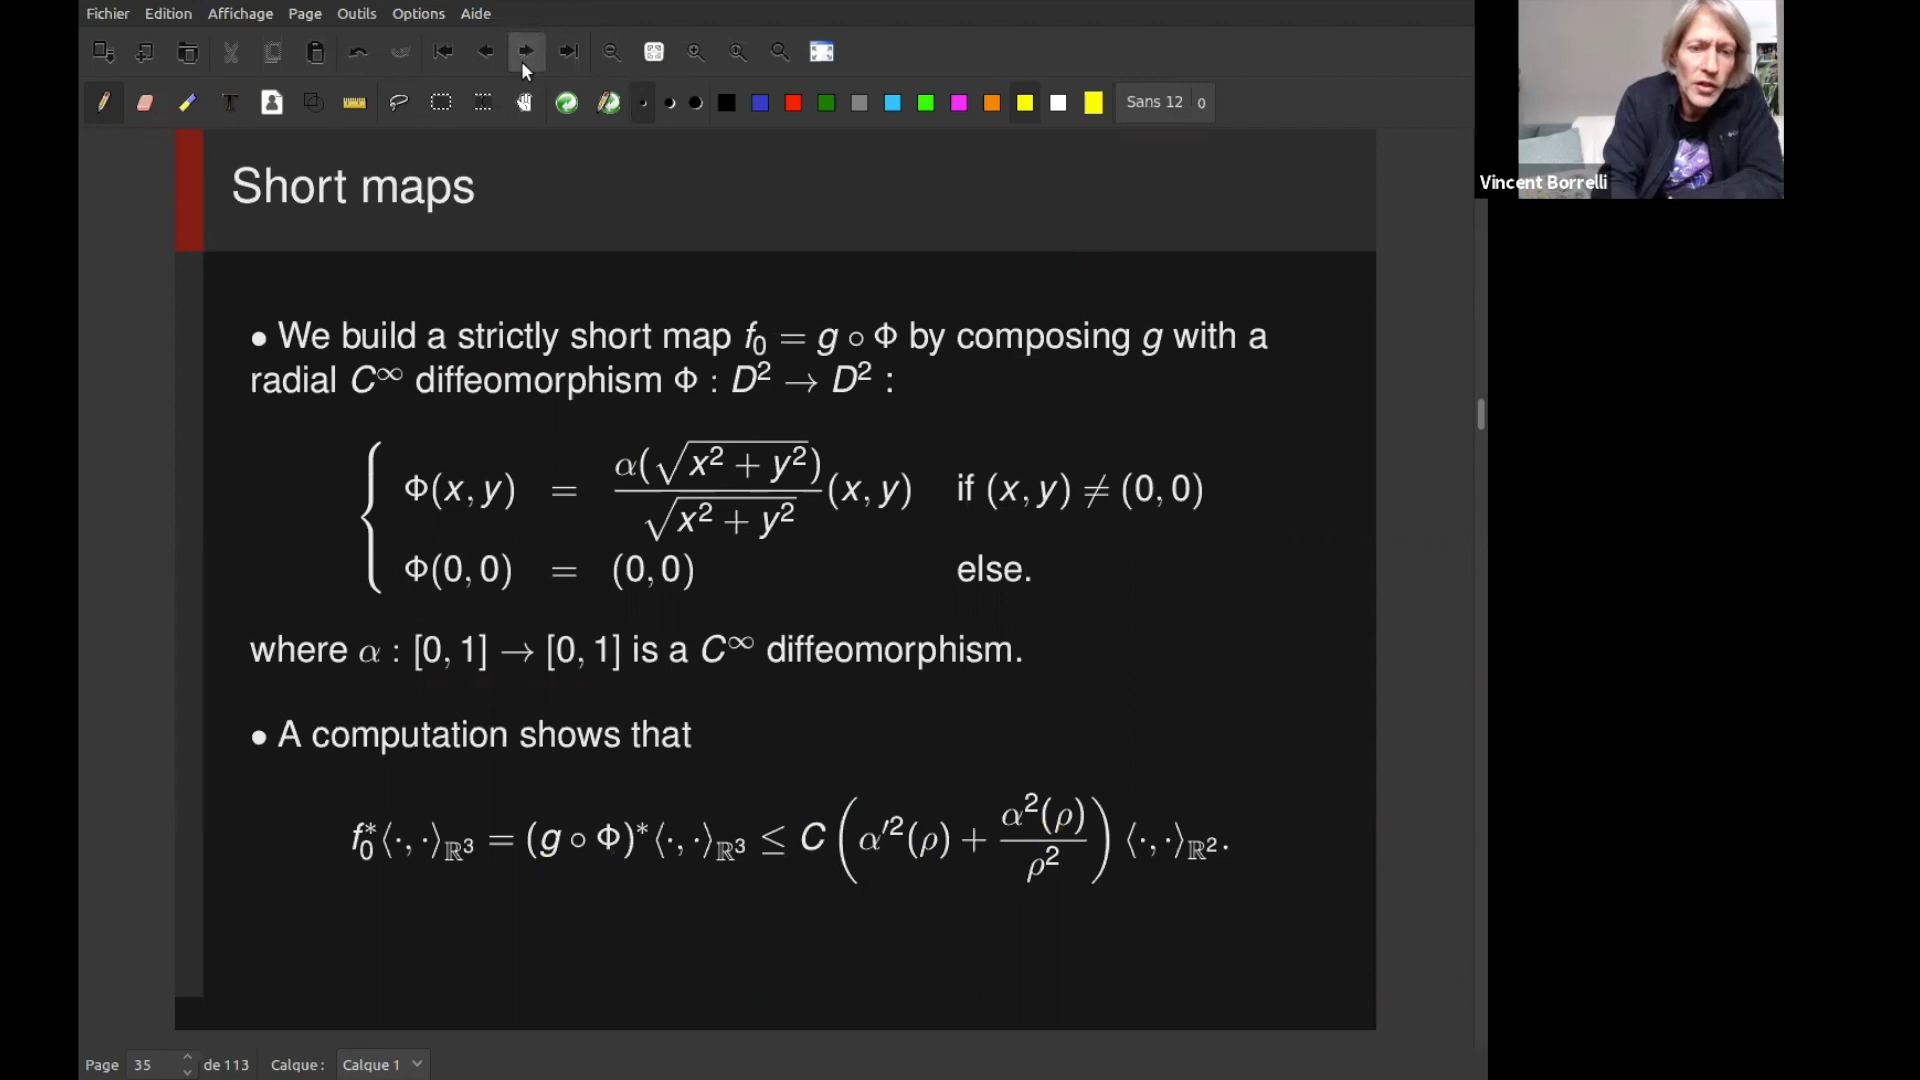 Fichier Edition Affichage Page Outils Options Aide
Sans 12 0
Vincent Borrelli
Short maps
• We build a strictly short map f₀ = g ∘ Φ by composing g with a
radial C^∞ diffeomorphism Φ : D² → D² :
Φ(x, y) = α(√(x² + y²)) / √(x² + y²) (x, y) if (x, y) ≠ (0, 0)
Φ(0, 0) = (0, 0) else.
where α : [0, 1] → [0, 1] is a C^∞ diffeomorphism.
• A computation shows that
f₀*⟨·, ·⟩_ℝ³ = (g ∘ Φ)*⟨·, ·⟩_ℝ³ ≤ C (α′²(ρ) + α²(ρ) / ρ²) ⟨·, ·⟩_ℝ².
Page 35 de 113 Calque : Calque 1